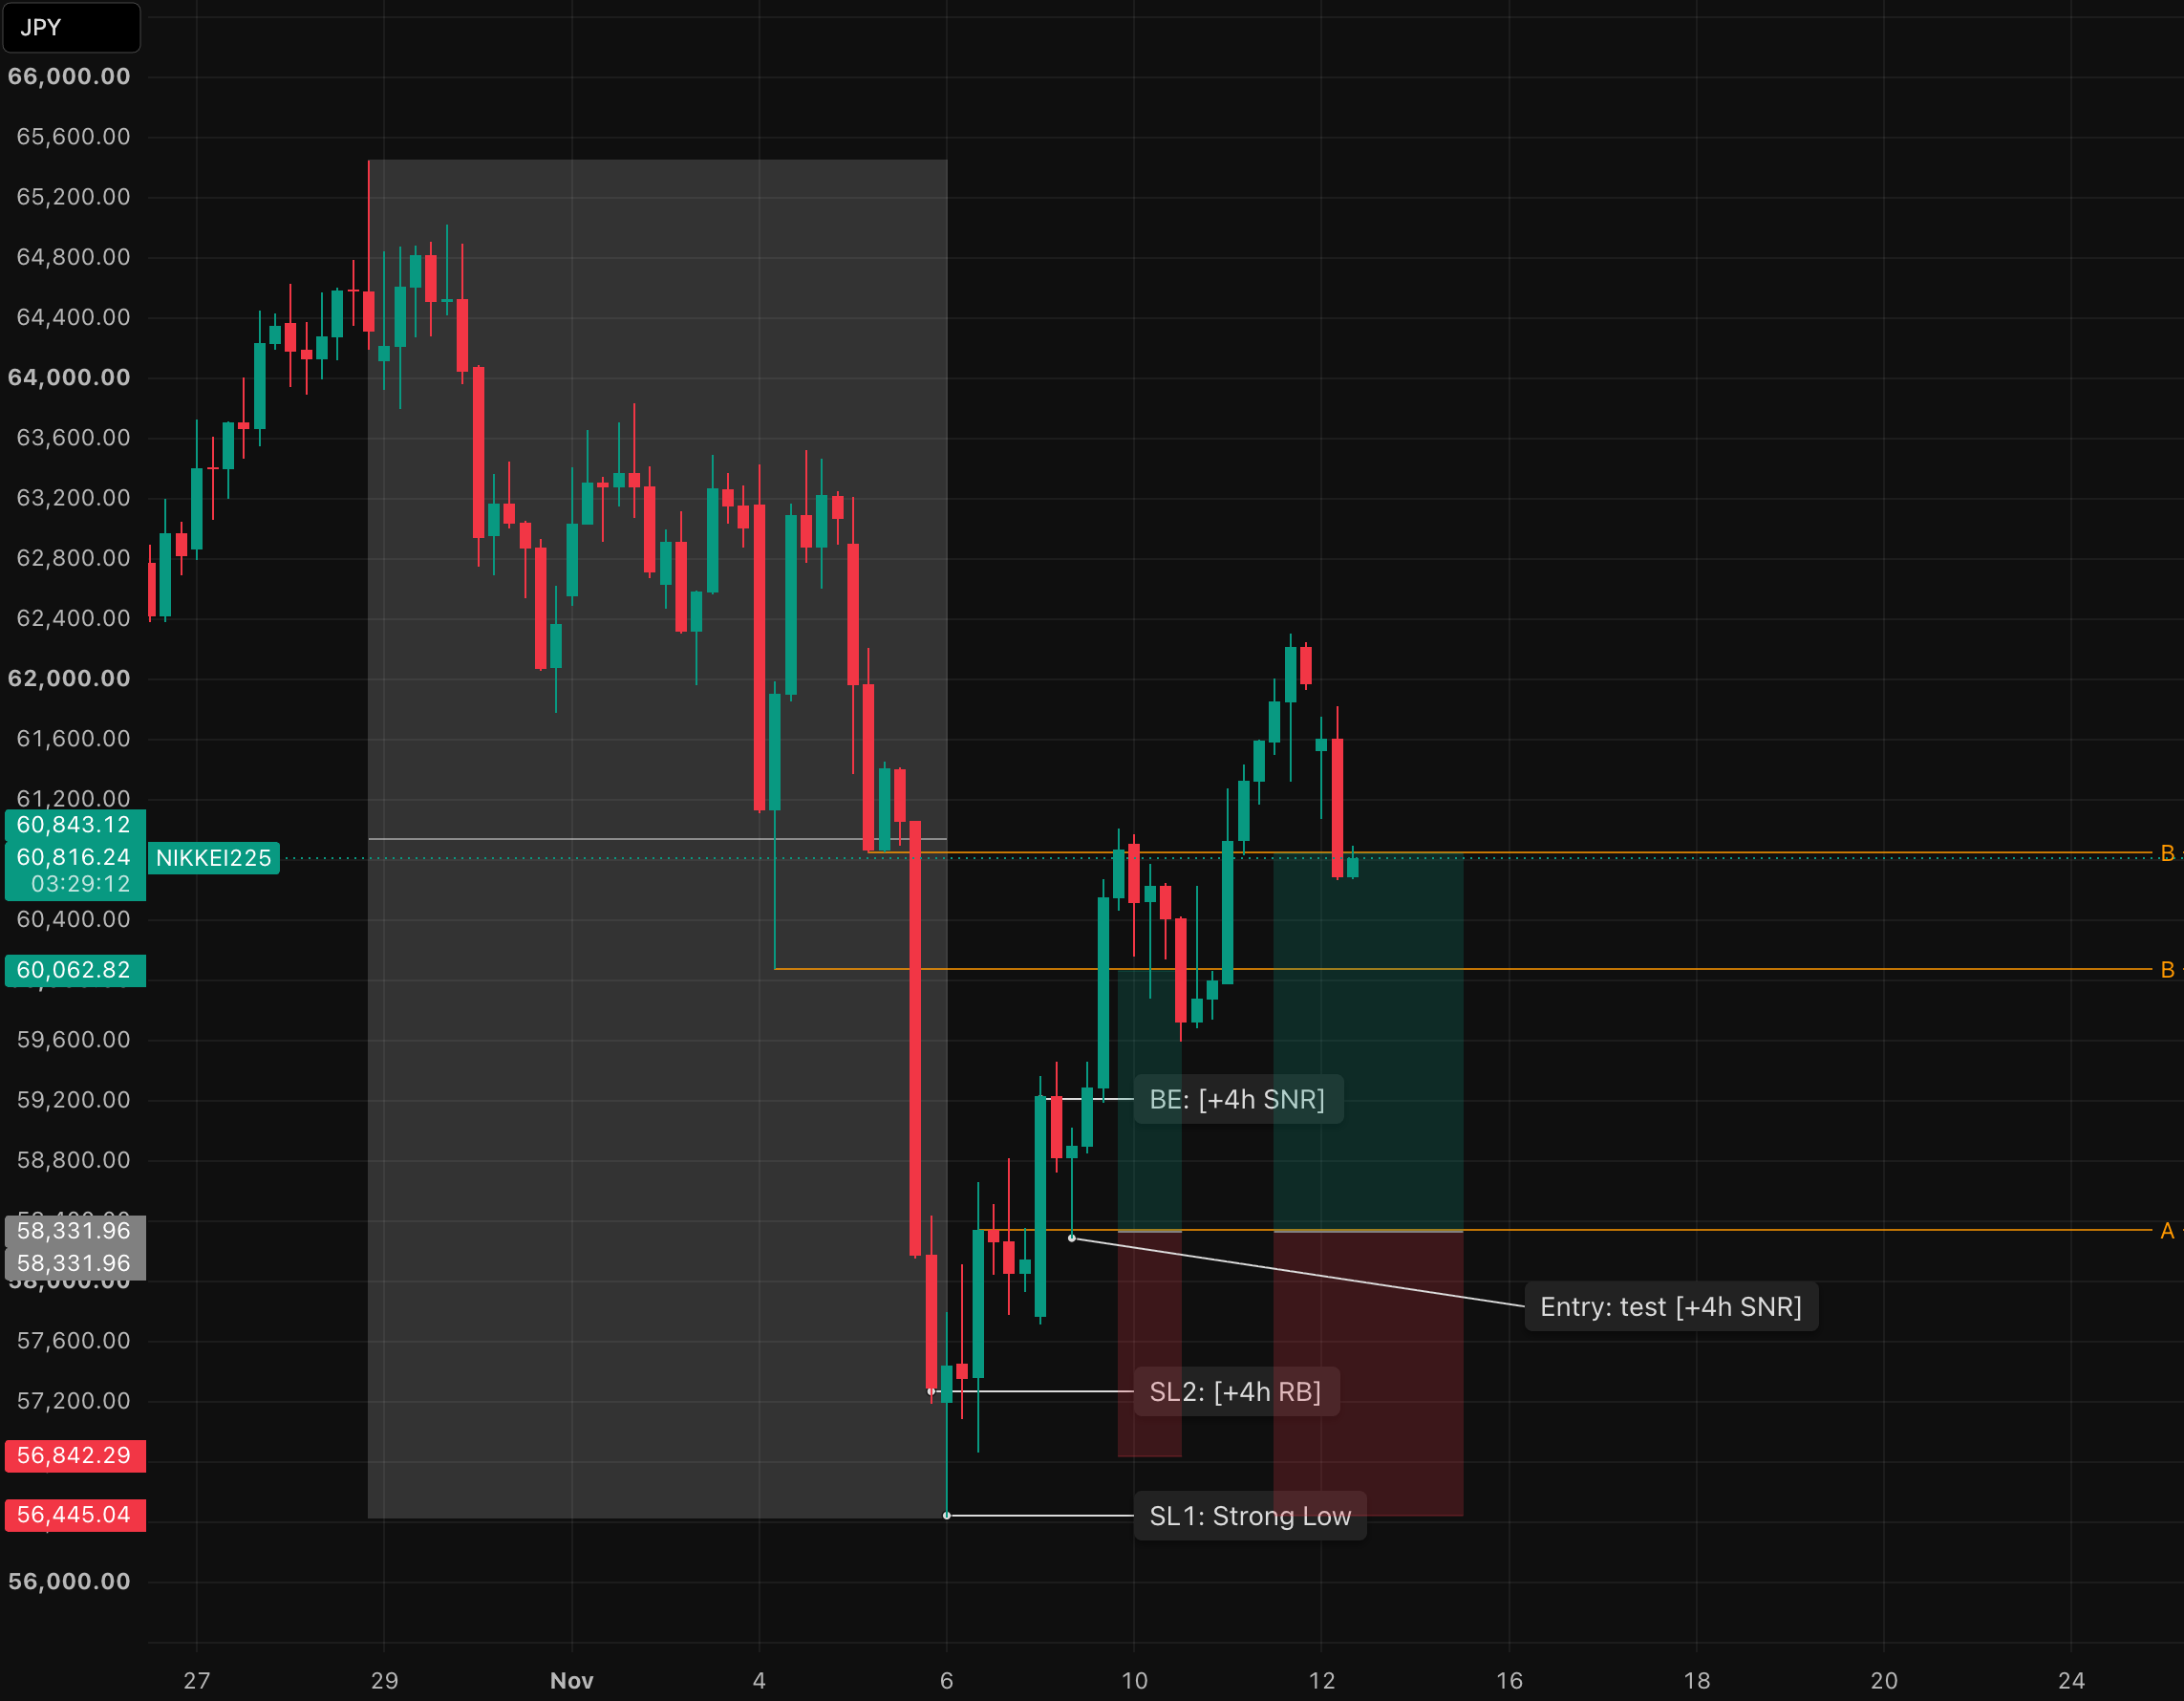 JPY
66,000.00
65,600.00
65,200.00
64,800.00
64,400.00
64,000.00
63,600.00
63,200.00
62,800.00
62,400.00
62,000.00
61,600.00
61,200.00
60,843.12
60,816.24 NIKKEI225
03:29:12
B
60,400.00
60,062.82
B
59,600.00
59,200.00
BE: [+4h SNR]
58,800.00
58,331.96
A
58,331.96
58,000.00
Entry: test [+4h SNR]
57,600.00
57,200.00
SL2: [+4h RB]
56,842.29
56,445.04
SL1: Strong Low
56,000.00
27 29 Nov 4 6 10 12 16 18 20 24